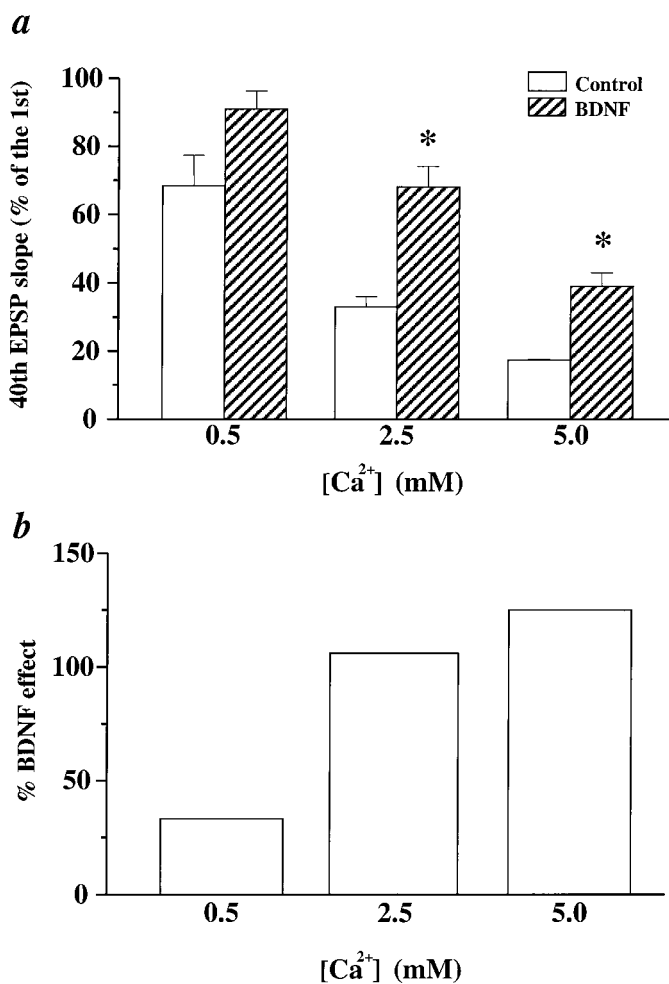 a
40th EPSP slope (% of the 1st)
100
80
60
40
20
0
Control
BDNF
*
*
0.5
2.5
5.0
[Ca²⁺] (mM)
b
% BDNF effect
150
100
50
0
0.5
2.5
5.0
[Ca²⁺] (mM)